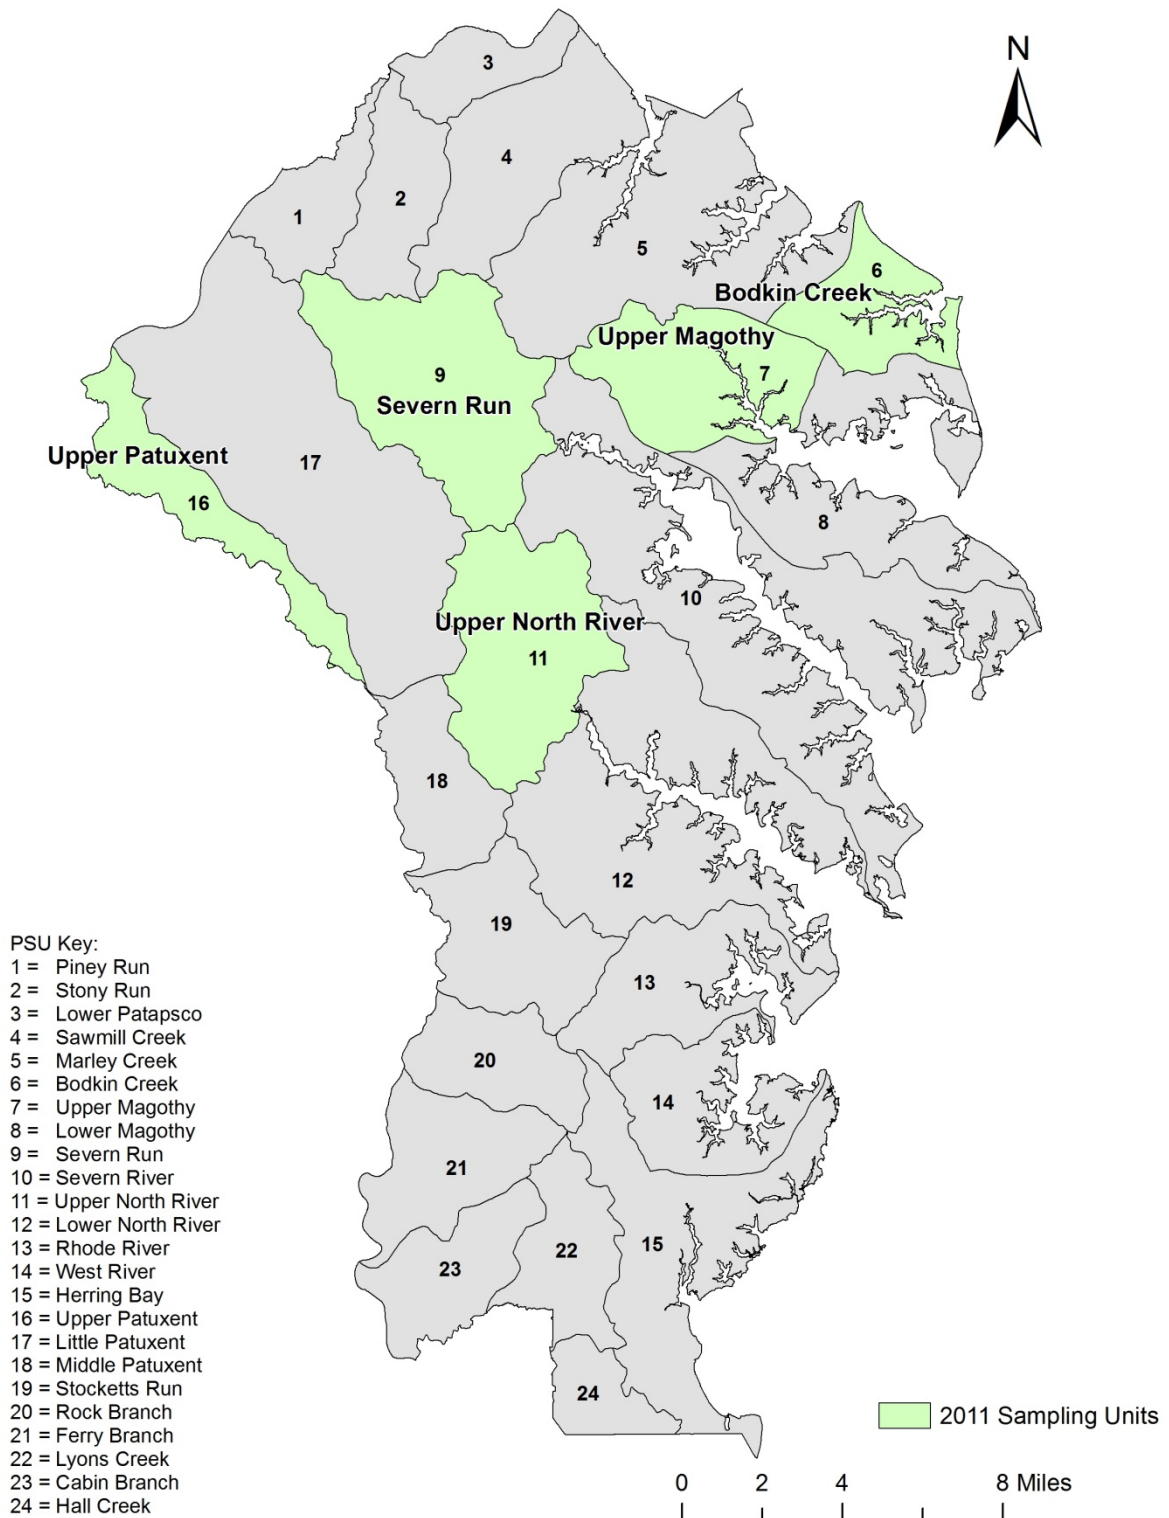 N
3
4
2
1
5
6
Bodkin Creek
Upper Magothy
7
9
Severn Run
Upper Patuxent
17
16
8
10
Upper North River
11
18
12
19
13
20
14
21
15
22
23
24
PSU Key:
1 = Piney Run
2 = Stony Run
3 = Lower Patapsco
4 = Sawmill Creek
5 = Marley Creek
6 = Bodkin Creek
7 = Upper Magothy
8 = Lower Magothy
9 = Severn Run
10 = Severn River
11 = Upper North River
12 = Lower North River
13 = Rhode River
14 = West River
15 = Herring Bay
16 = Upper Patuxent
17 = Little Patuxent
18 = Middle Patuxent
19 = Stocketts Run
20 = Rock Branch
21 = Ferry Branch
22 = Lyons Creek
23 = Cabin Branch
24 = Hall Creek
2011 Sampling Units
0 2 4 8 Miles